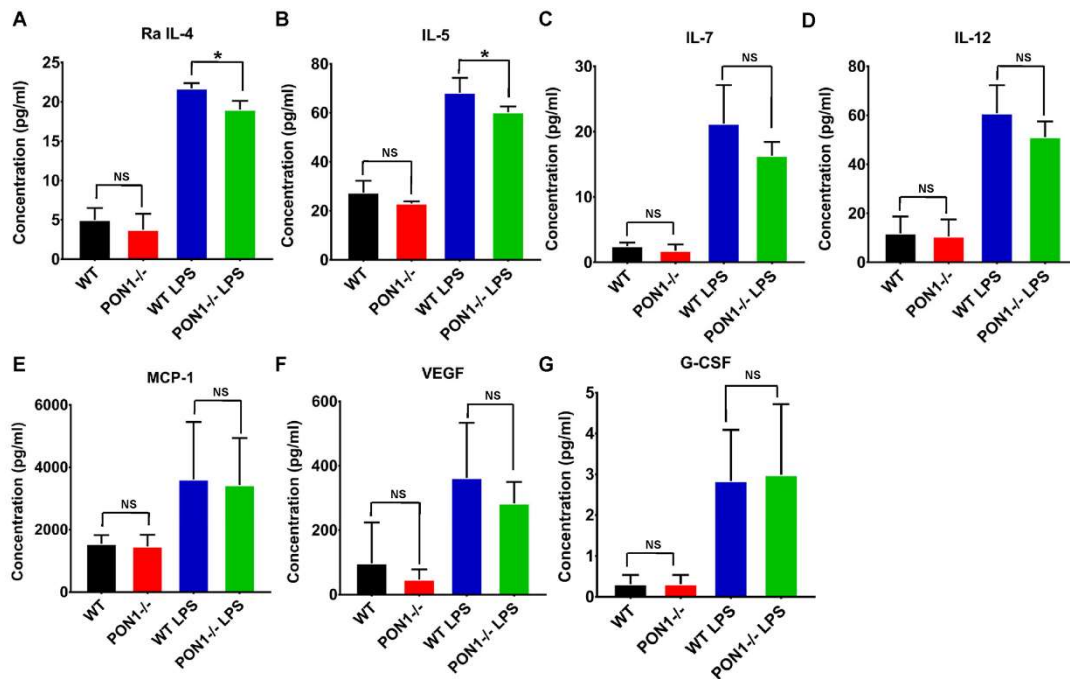 A
Ra IL-4
Concentration (pg/ml)
25
20
15
10
5
0
NS
*
WT
PON1-/-
WT LPS
PON1-/- LPS
B
IL-5
Concentration (pg/ml)
80
60
40
20
0
NS
*
WT
PON1-/-
WT LPS
PON1-/- LPS
C
IL-7
Concentration (pg/ml)
30
20
10
0
NS
NS
WT
PON1-/-
WT LPS
PON1-/- LPS
D
IL-12
Concentration (pg/ml)
80
60
40
20
0
NS
NS
WT
PON1-/-
WT LPS
PON1-/- LPS
E
MCP-1
Concentration (pg/ml)
6000
4000
2000
0
NS
NS
WT
PON1-/-
WT LPS
PON1-/- LPS
F
VEGF
Concentration (pg/ml)
600
400
200
0
NS
NS
WT
PON1-/-
WT LPS
PON1-/- LPS
G
G-CSF
Concentration (pg/ml)
5
4
3
2
1
0
NS
NS
WT
PON1-/-
WT LPS
PON1-/- LPS